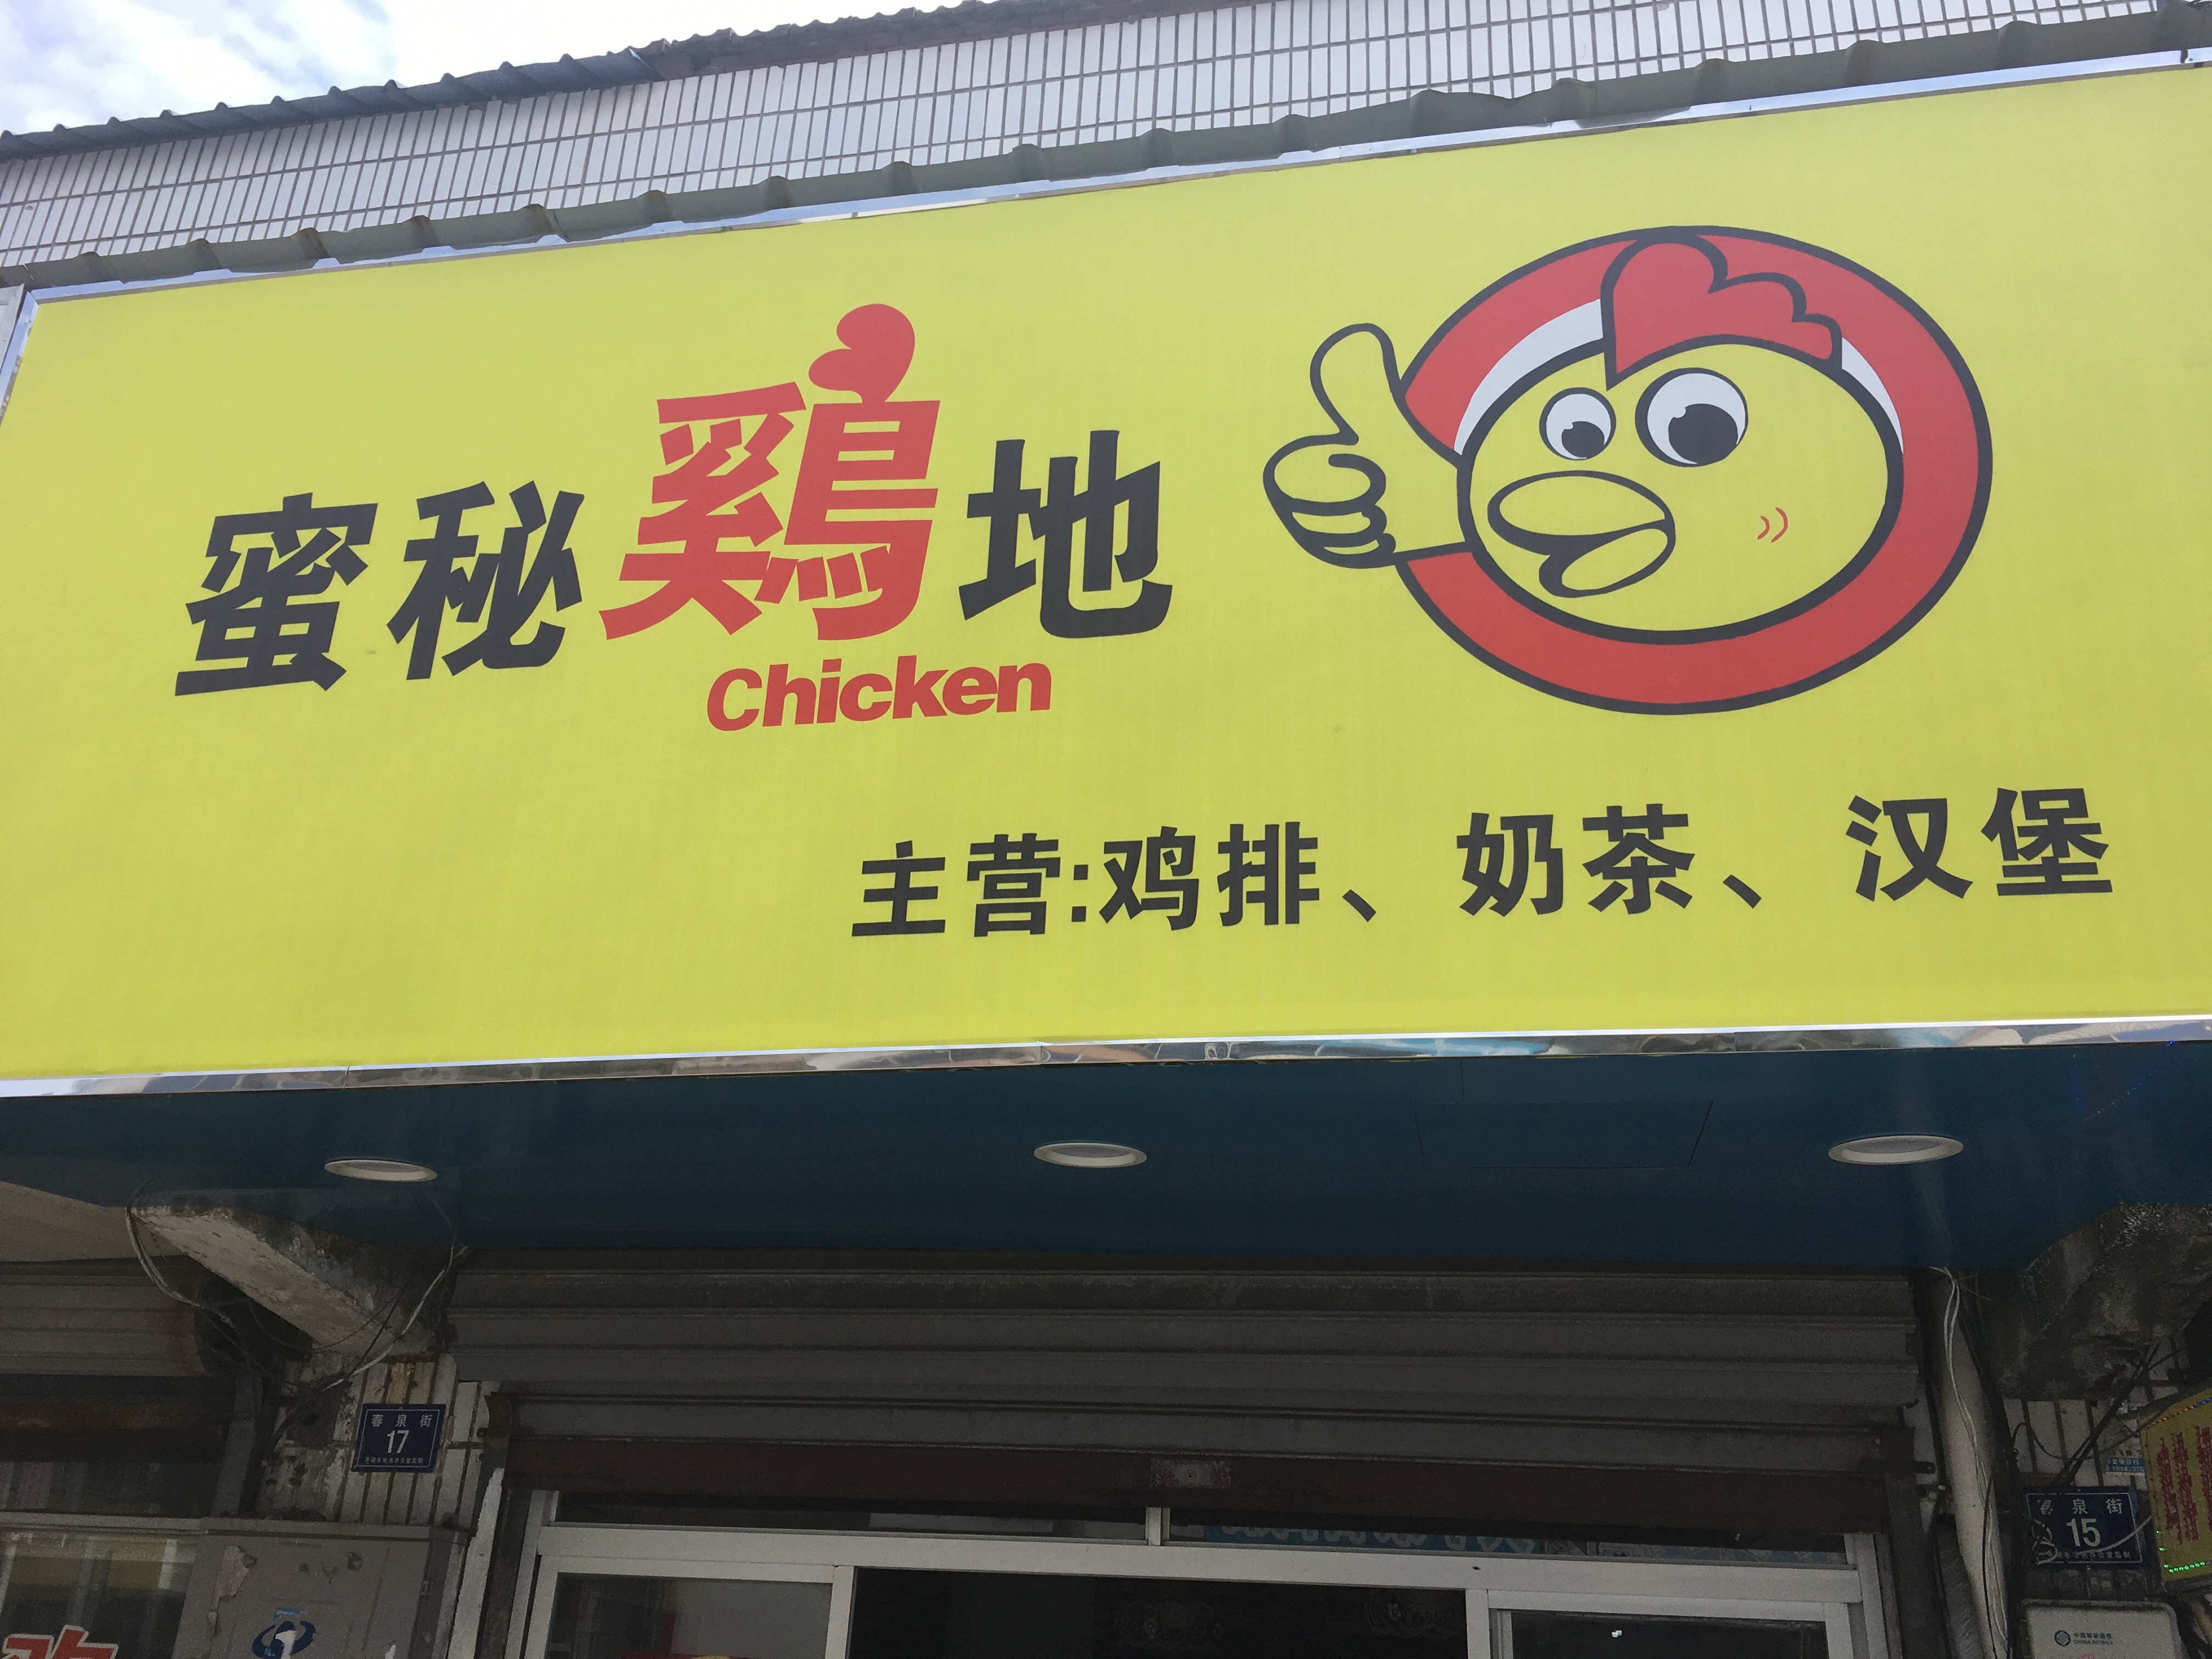 蜜秘鷄地
Chicken
主营:鸡排、奶茶、汉堡
春泉街
17
春泉街
15